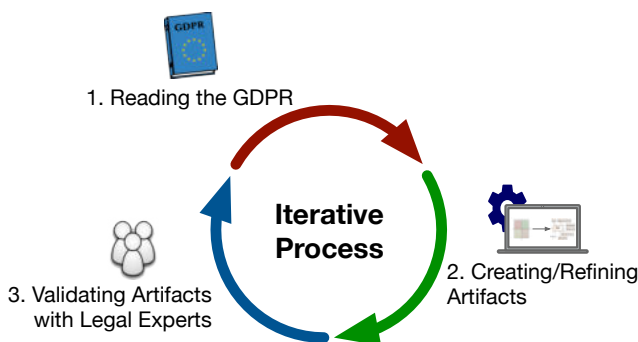 GDPR
1. Reading the GDPR
Iterative
Process
2. Creating/Refining
Artifacts
3. Validating Artifacts
with Legal Experts